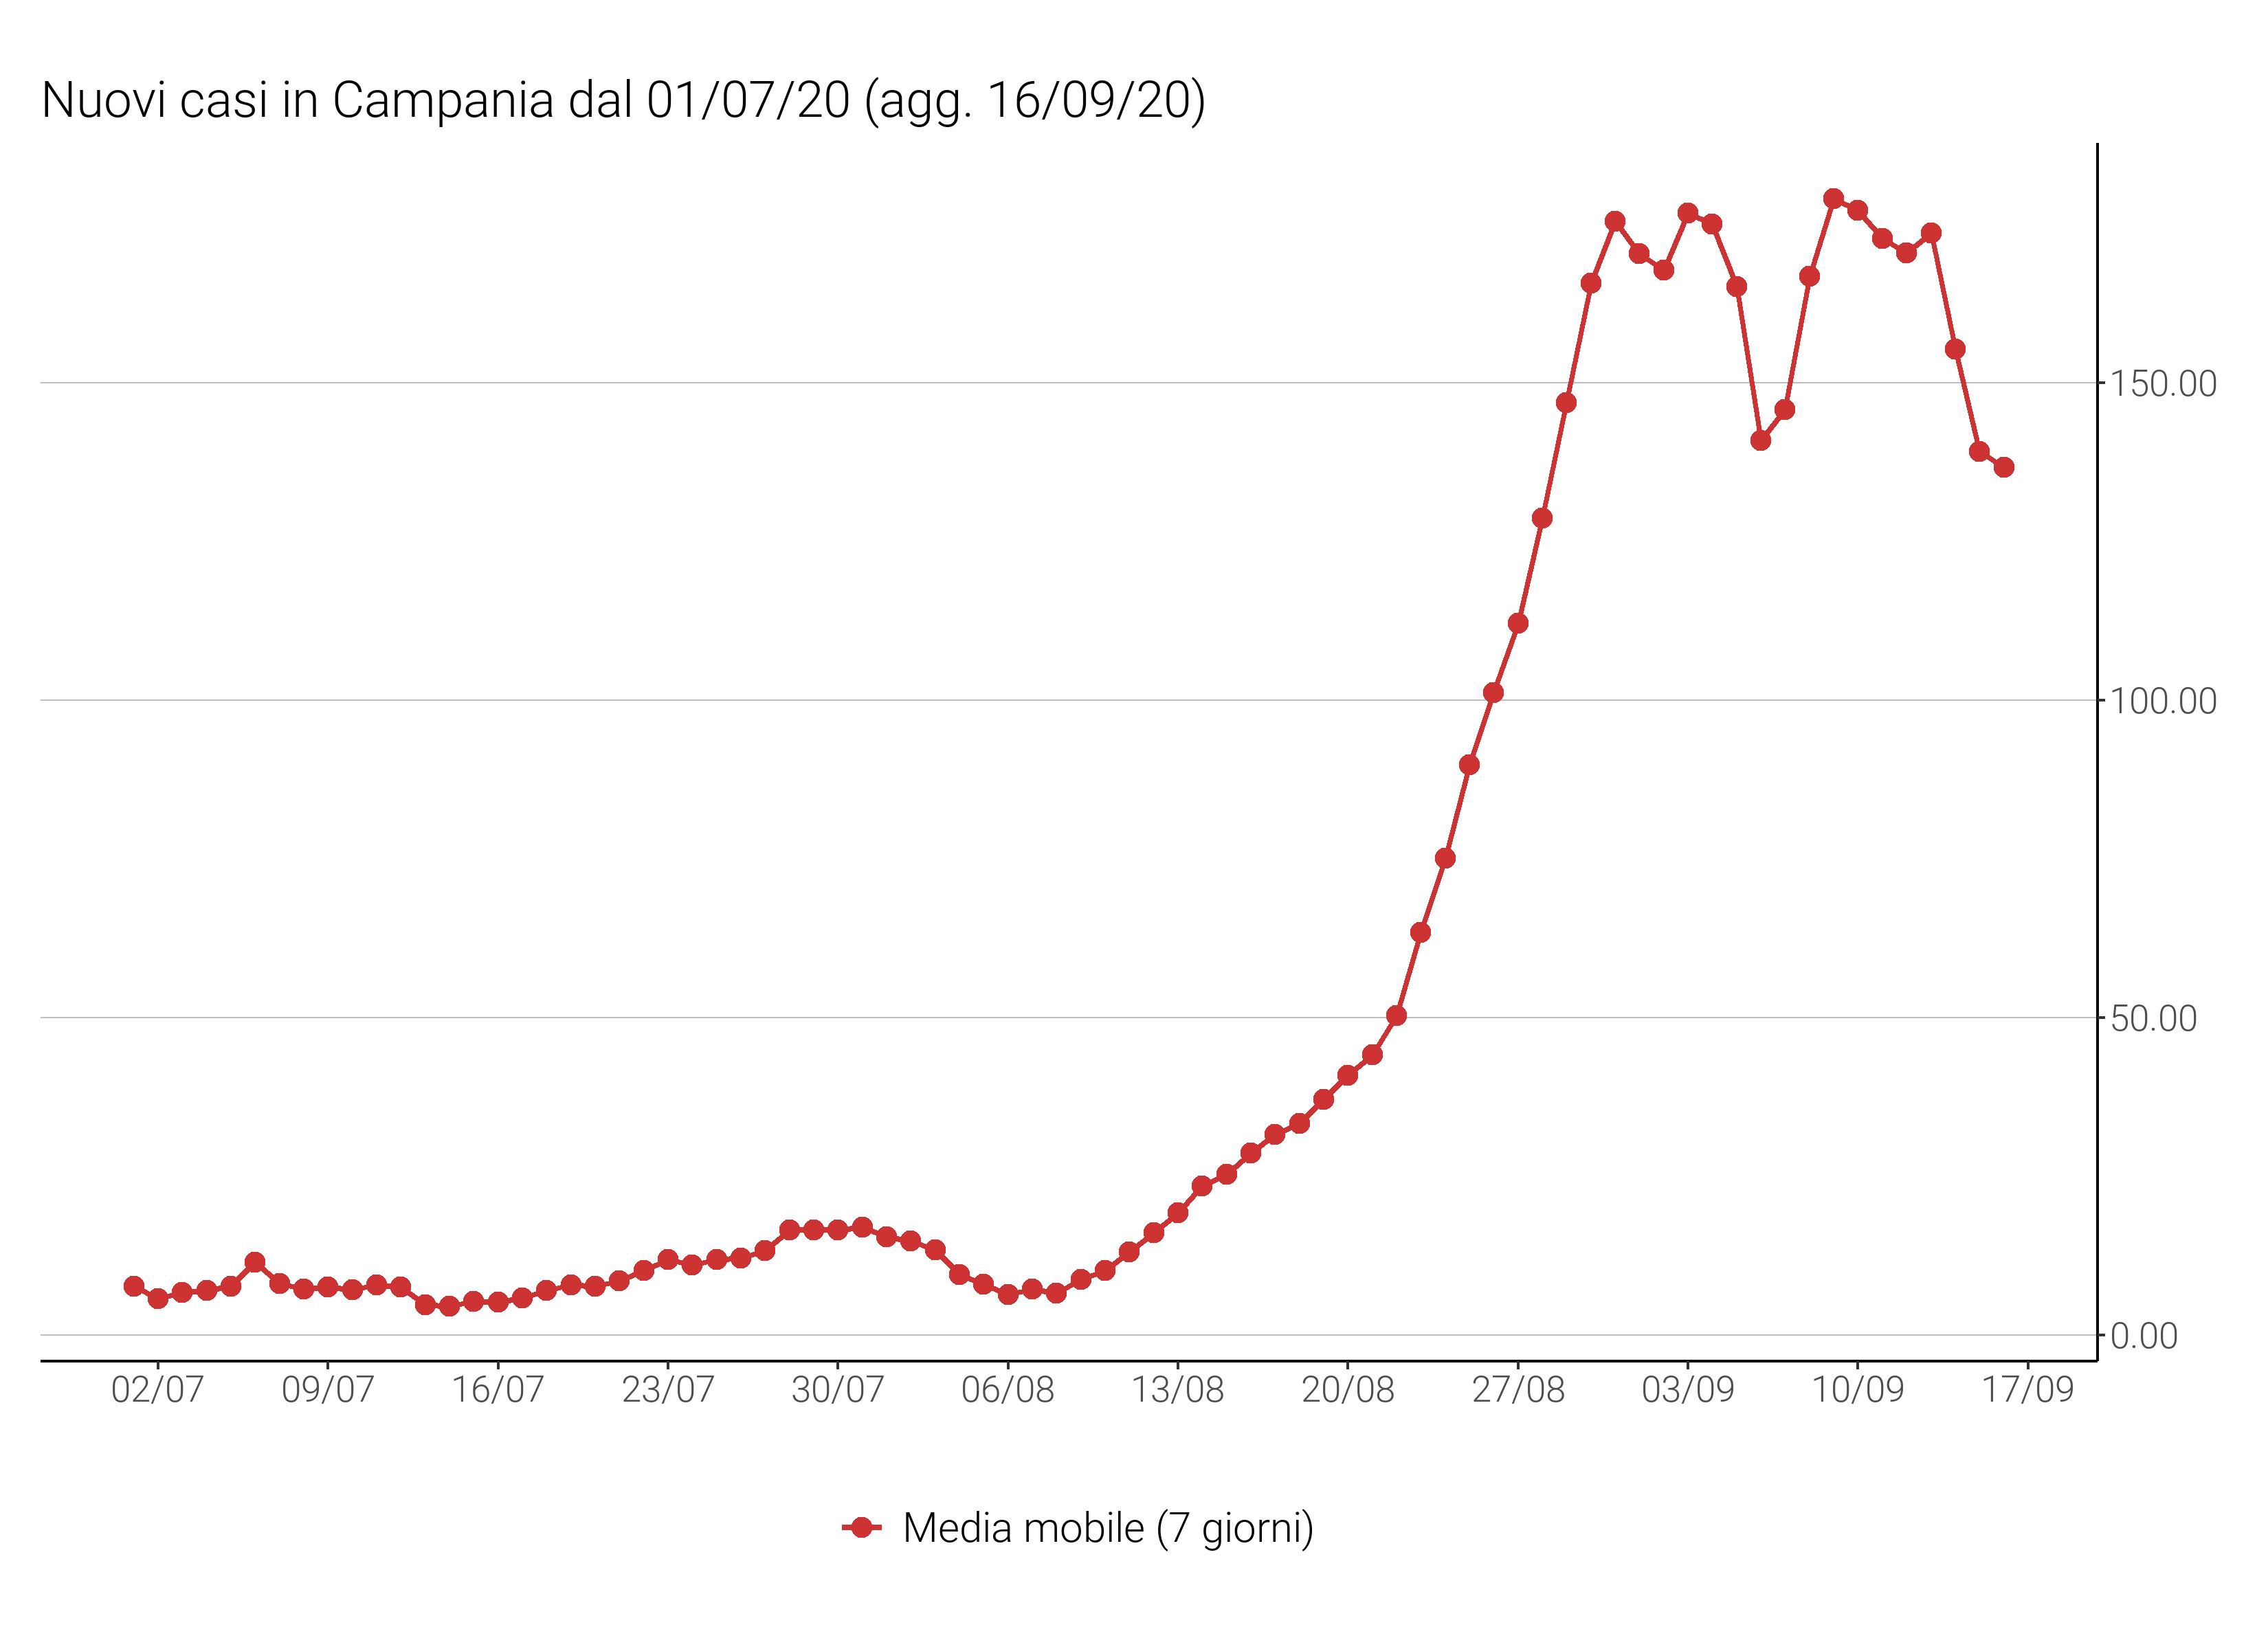 Nuovi casi in Campania dal 01/07/20 (agg. 16/09/20)
150.00
100.00
50.00
0.00
02/07 09/07 16/07 23/07 30/07 06/08 13/08 20/08 27/08 03/09 10/09 17/09
Media mobile (7 giorni)